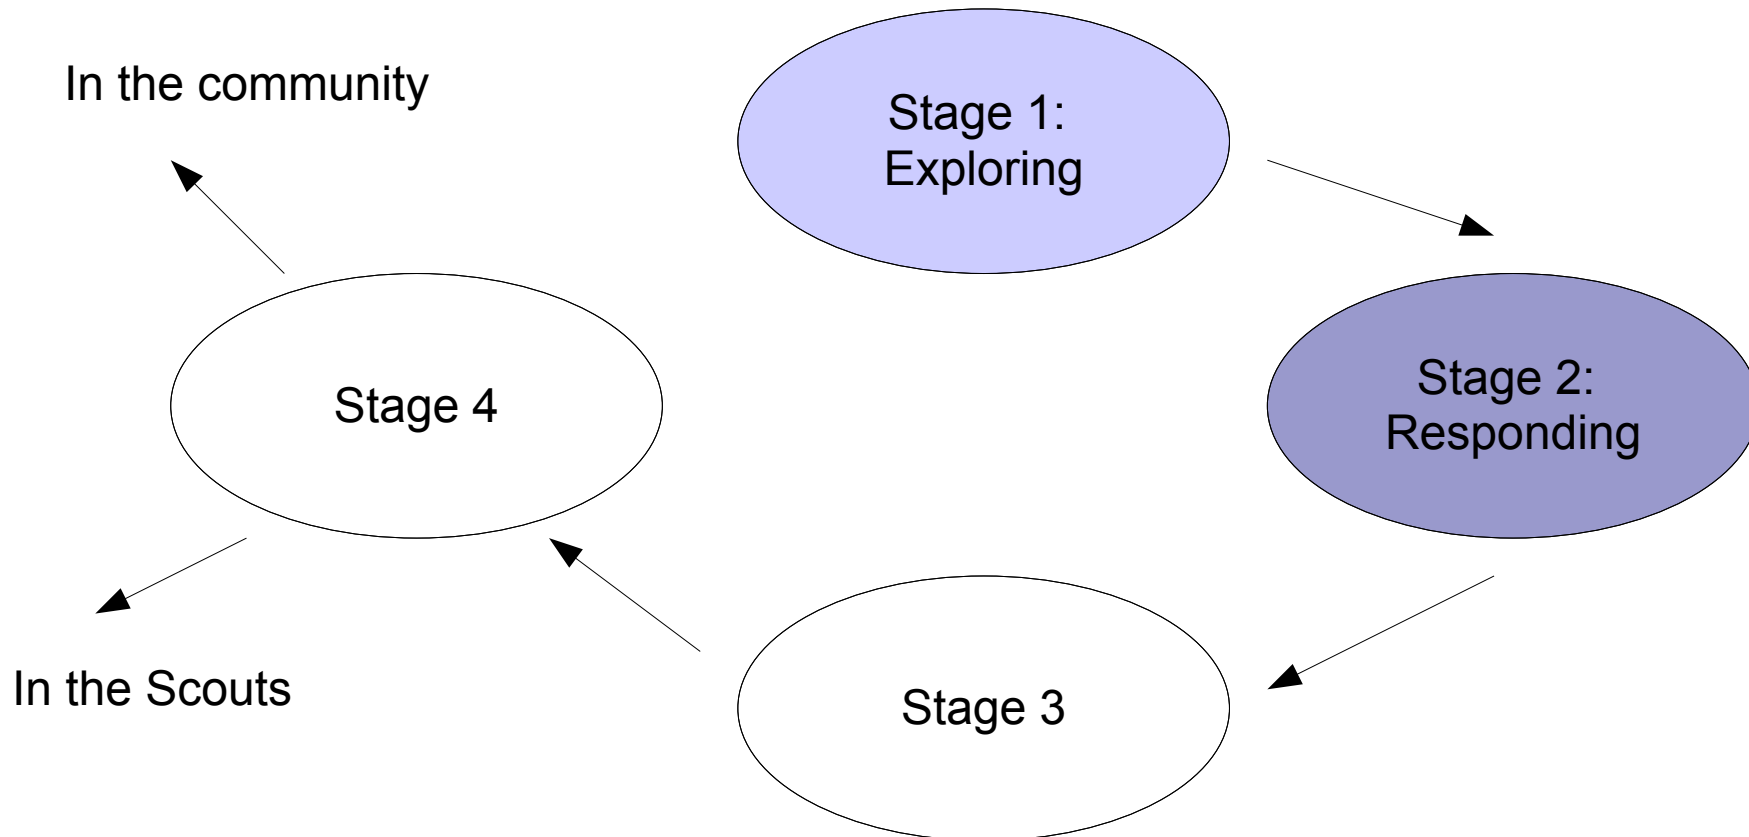 In the community
Stage 1:
Exploring
Stage 2:
Responding
Stage 4
In the Scouts
Stage 3